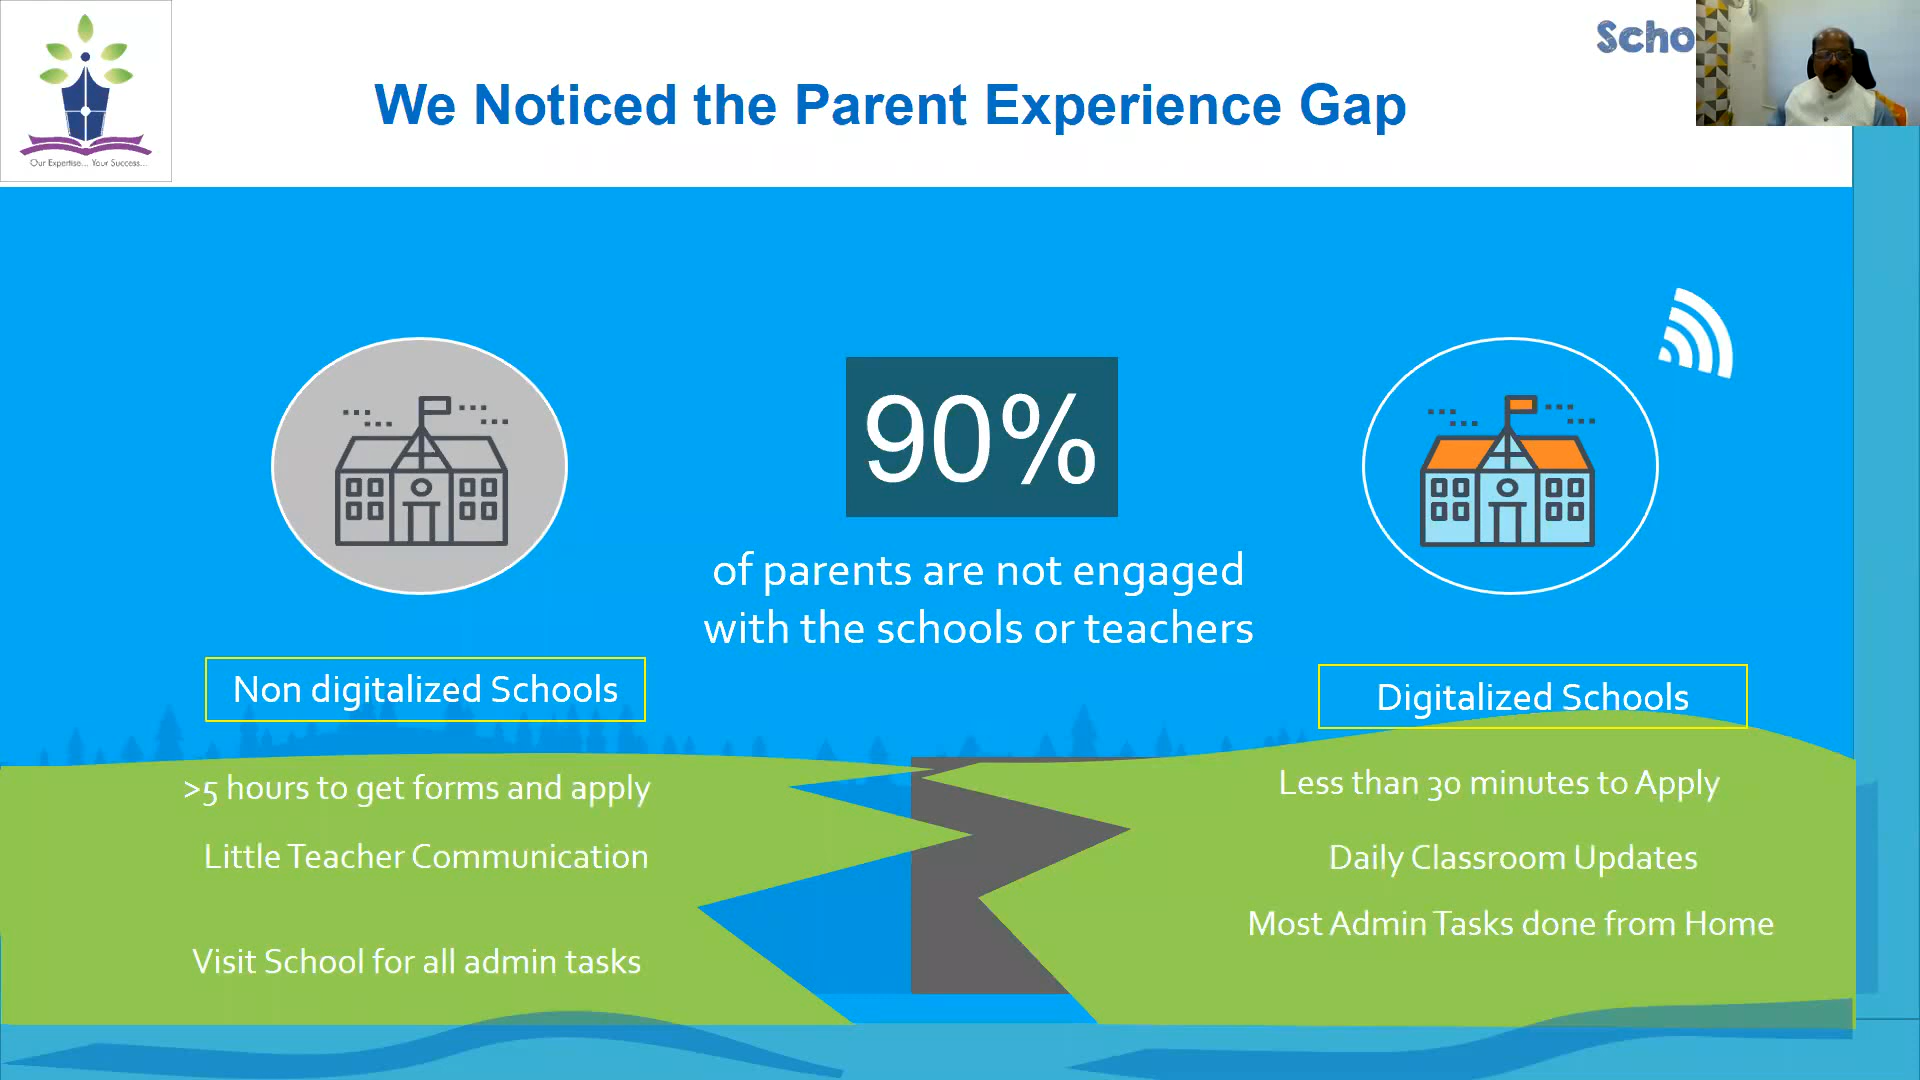 Scho
We Noticed the Parent Experience Gap
Our Expertise... Your Success...
90%
of parents are not engaged
with the schools or teachers
Non digitalized Schools
Digitalized Schools
>5 hours to get forms and apply
Little Teacher Communication
Visit School for all admin tasks
Less than 30 minutes to Apply
Daily Classroom Updates
Most Admin Tasks done from Home